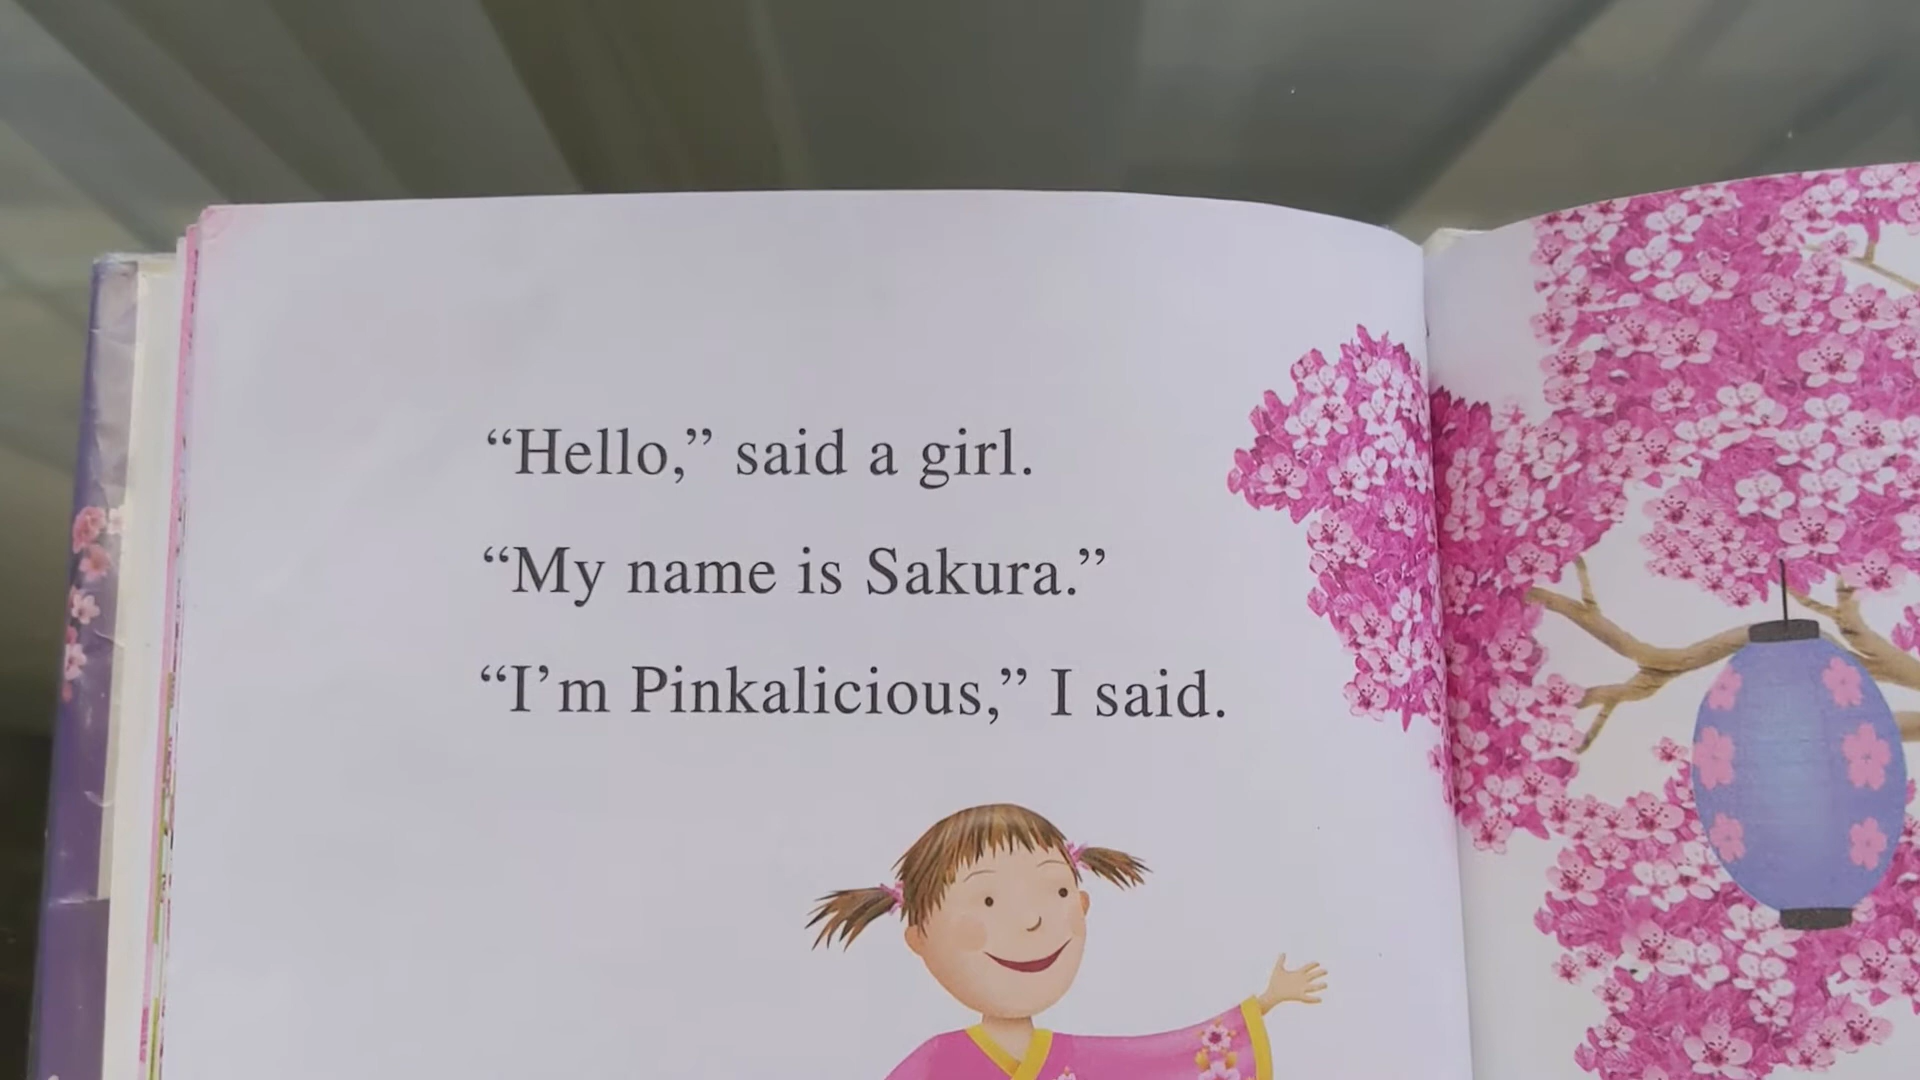 “Hello,” said a girl.
“My name is Sakura.”
“I’m Pinkalicious,” I said.